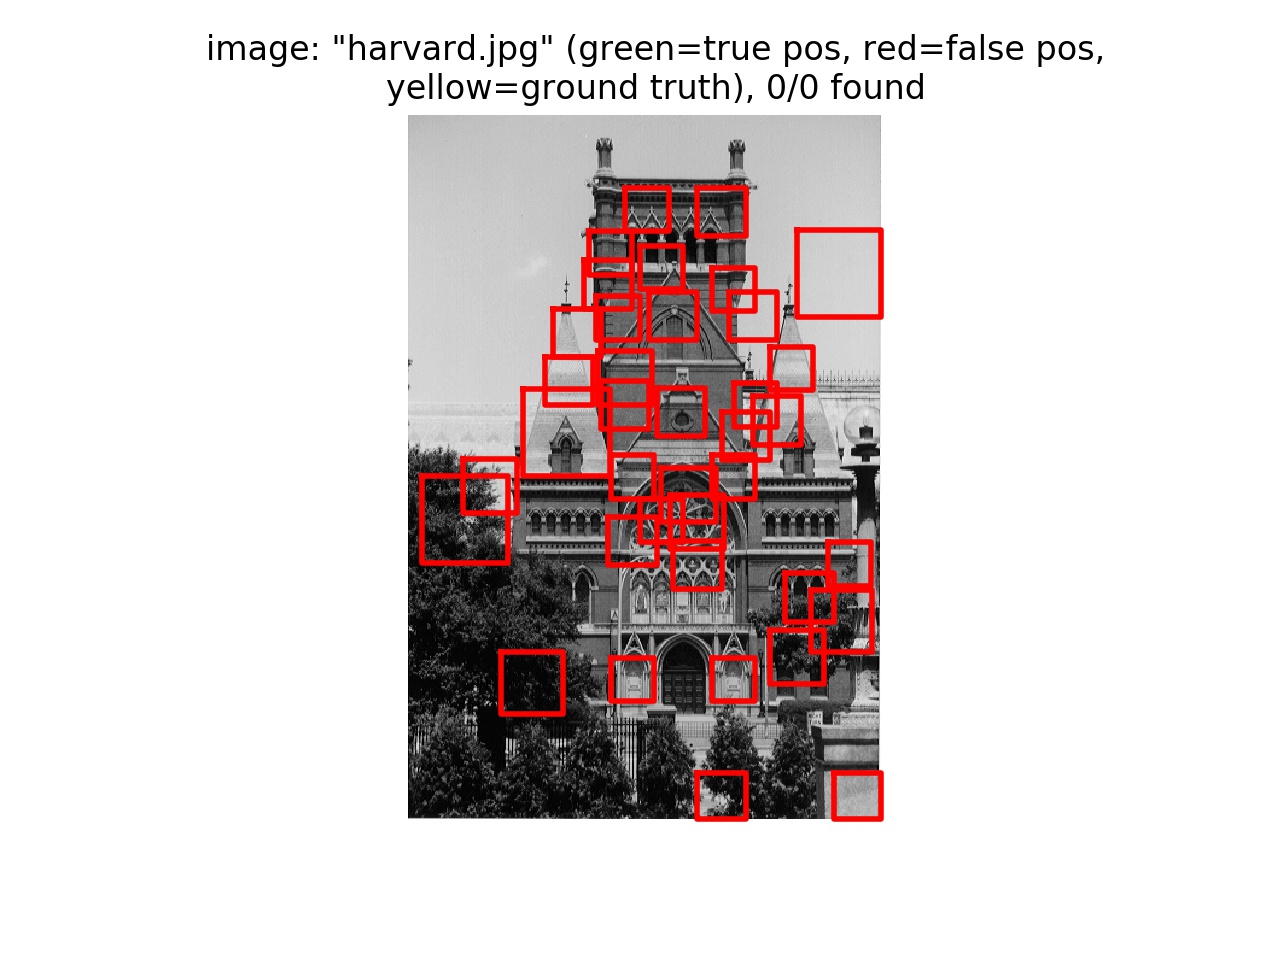 image: "harvard.jpg" (green=true pos, red=false pos,
yellow=ground truth), 0/0 found